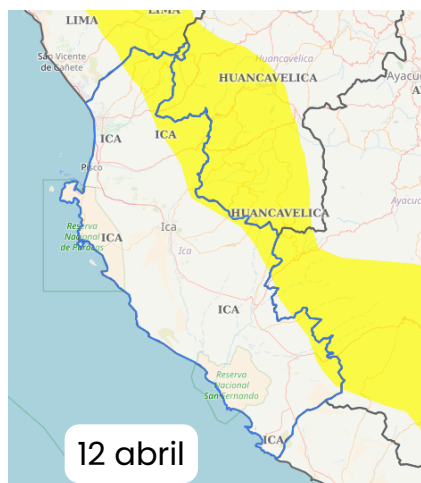 LIMA
LIMA
San Vicente
de Cañete
Huancavelica
HUANCAVELICA
Ayacu
A
ICA
ICA
Pisco
Ayacuc
HUANCAVELICA
Reserva
Nacional
de Paracas
ICA
Ica
Ica
ICA
Reserva
Nacional
San Fernando
ICA
12 abril